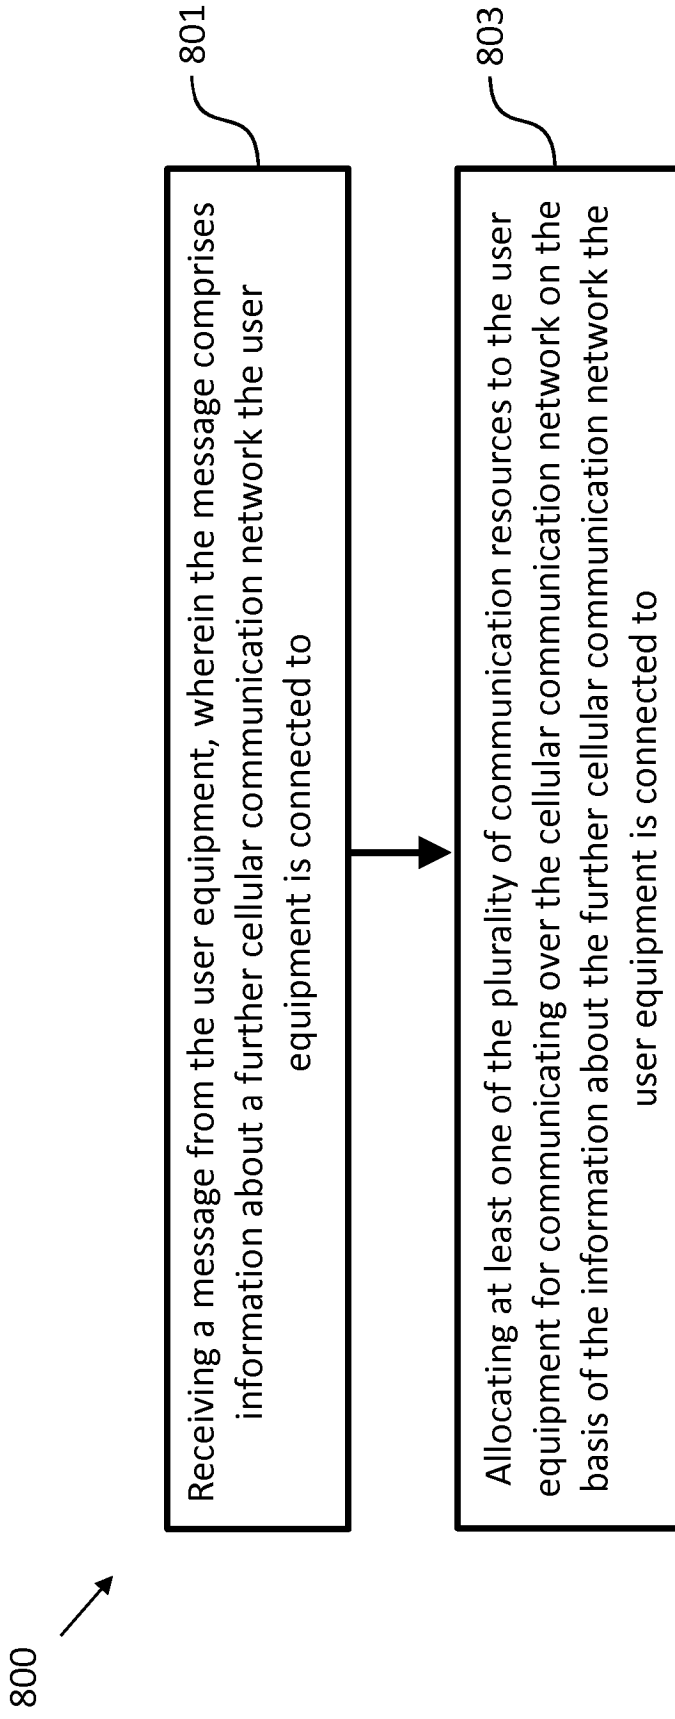 800
801
Receiving a message from the user equipment, wherein the message comprises
information about a further cellular communication network the user
equipment is connected to
803
Allocating at least one of the plurality of communication resources to the user
equipment for communicating over the cellular communication network on the
basis of the information about the further cellular communication network the
user equipment is connected to